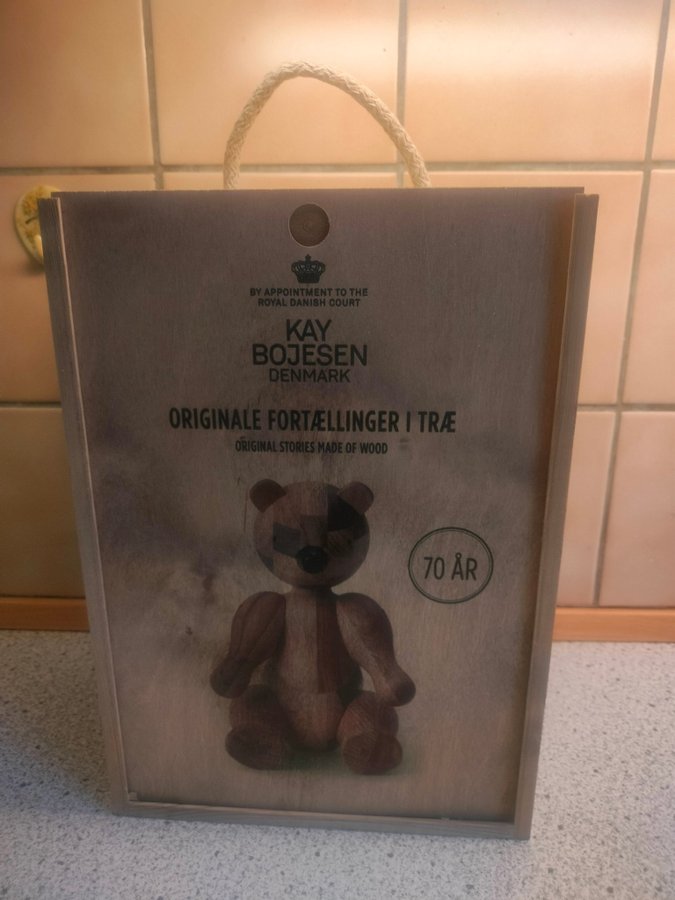 BY APPOINTMENT TO THE
ROYAL DANISH COURT
KAY
BOJESEN
DENMARK
ORIGINALE FORTÆLLINGER I TRÆ
ORIGINAL STORIES MADE OF WOOD
70 ÅR